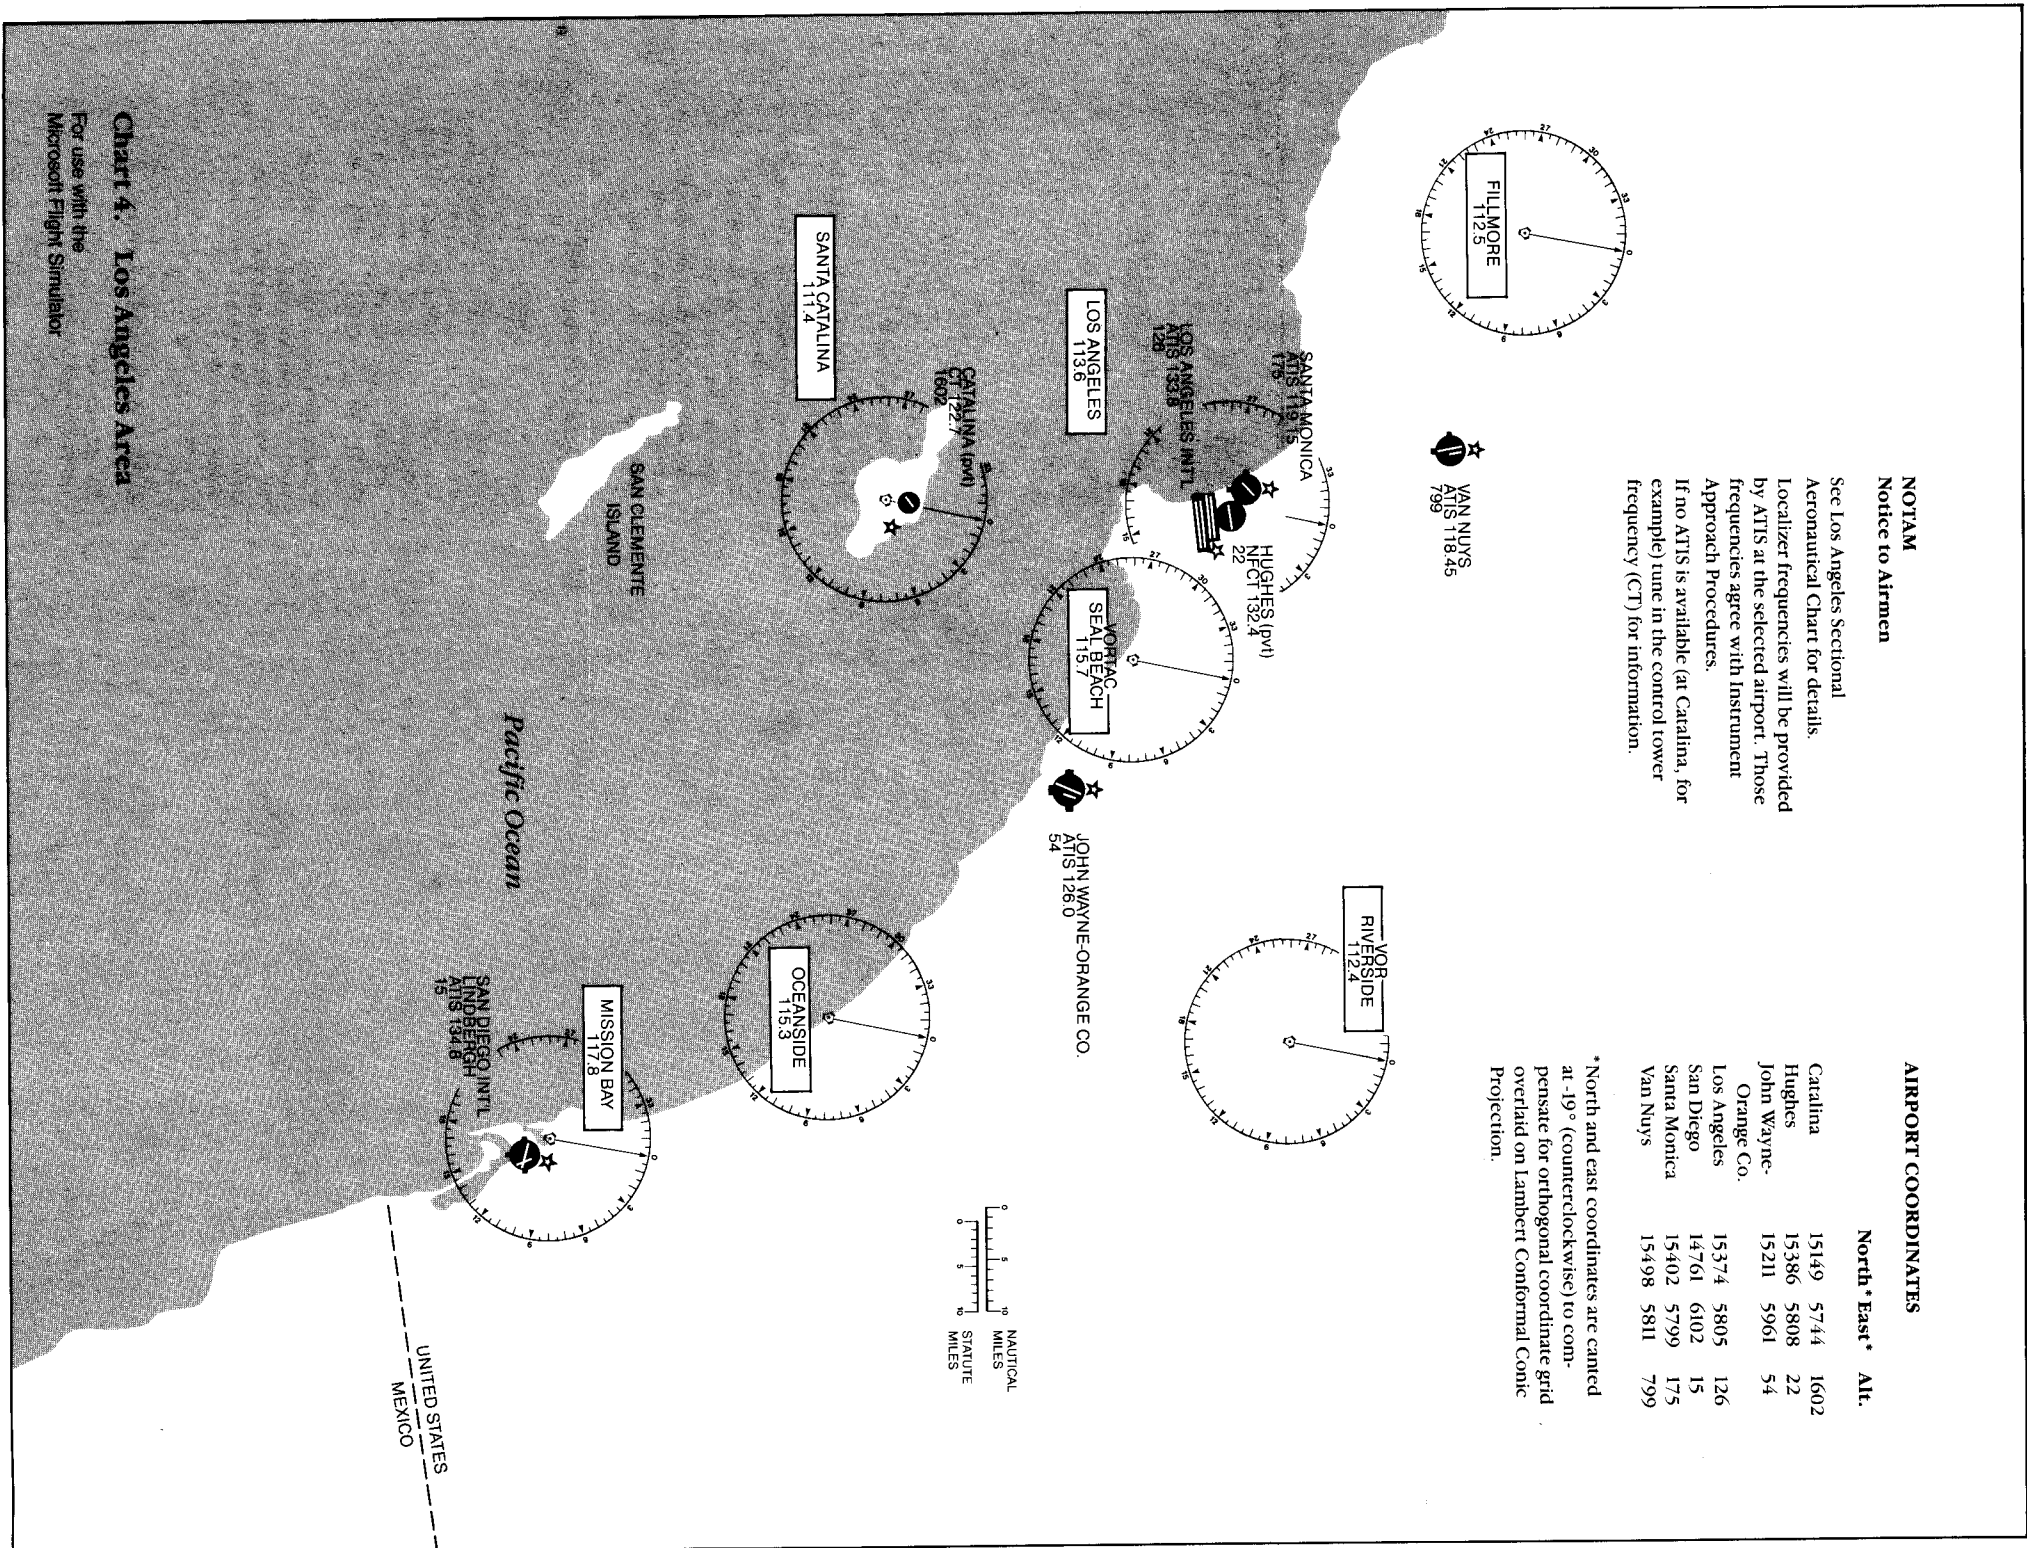 NOTAM
Notice to Airmen
See Los Angeles Sectional
Aeronautical Chart for details.
Localizer frequencies will be provided
by ATIS at the selected airport. Those
frequencies agree with Instrument
Approach Procedures.
If no ATIS is available (at Catalina, for
example) tune in the control tower
frequency (CT) for information.
AIRPORT COORDINATES
North* East* Alt.
Catalina 15149 5744 1602
Hughes 15386 5808 22
John Wayne-
Orange Co. 15211 5961 54
Los Angeles 15374 5805 126
San Diego 14761 6102 15
Santa Monica 15402 5799 175
Van Nuys 15498 5811 799
*North and east coordinates are canted
at -19° (counterclockwise) to com-
pensate for orthogonal coordinate grid
overlaid on Lambert Conformal Conic
Projection.
FILLMORE
112.5
VAN NUYS
ATIS 118.45
799
VOR
RIVERSIDE
112.4
SANTA MONICA
ATIS 119.15
175
HUGHES (pvt)
NFCT 132.4
22
LOS ANGELES INT'L
ATIS 133.8
126
LOS ANGELES
113.6
VORTAC
SEAL BEACH
115.7
JOHN WAYNE-ORANGE CO.
ATIS 126.0
54
CATALINA (pvt)
CT 122.7
1602
SANTA CATALINA
111.4
OCEANSIDE
115.3
0 5 10
NAUTICAL
MILES
0 5 10
STATUTE
MILES
SAN CLEMENTE
ISLAND
MISSION BAY
117.8
SAN DIEGO INT'L
LINDBERGH
ATIS 134.8
15
Pacific Ocean
UNITED STATES
MEXICO
Chart 4. Los Angeles Area
For use with the
Microsoft Flight Simulator